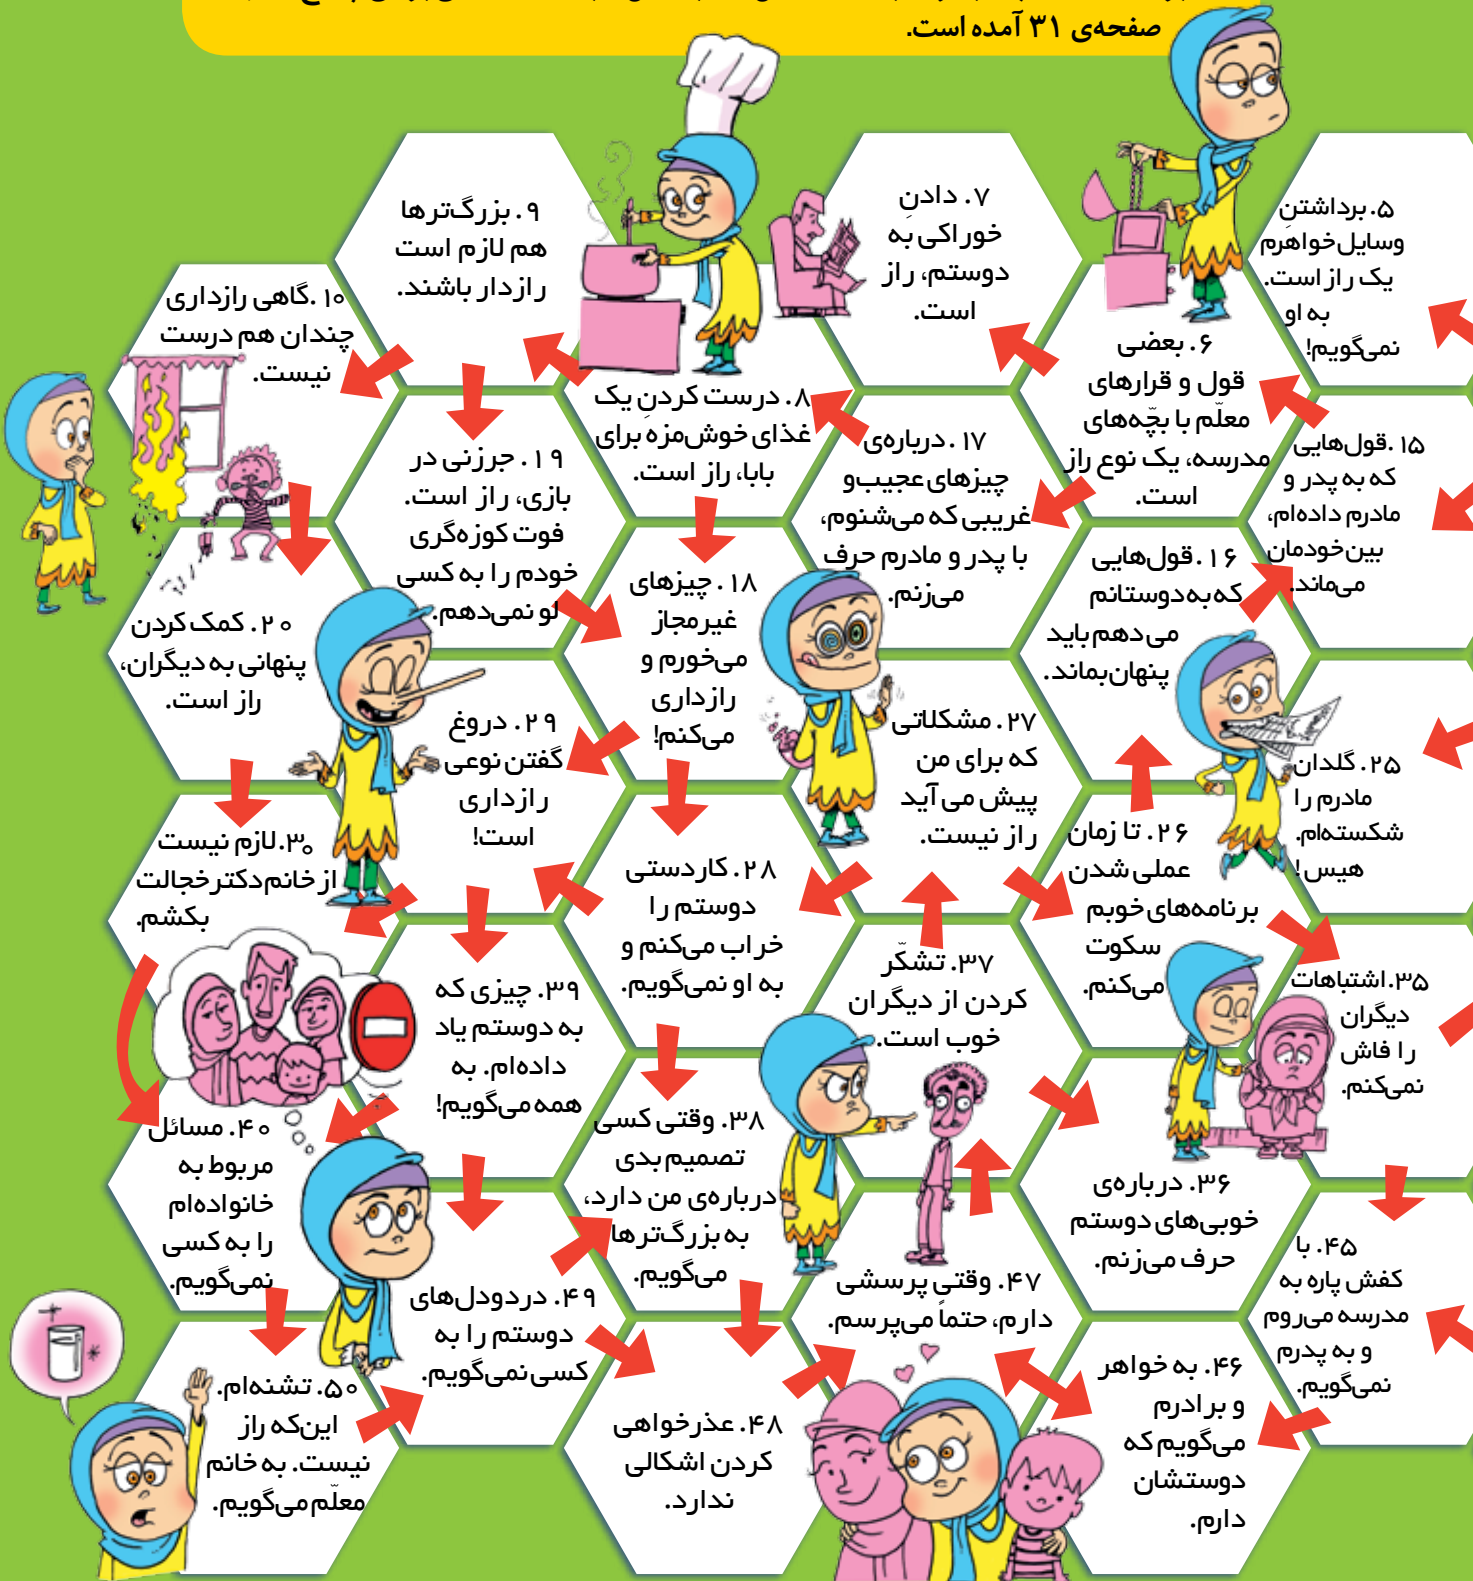 صفحه‌ی ۳۱ آمده است.
۵. برداشتنِ
وسایل خواهرم
یک راز است.
به او
نمی‌گویم!
۶. بعضی
قول و قرارهای
معلّم با بچّه‌های
مدرسه، یک نوع راز
است.
۷. دادنِ
خوراکی به
دوستم، راز
است.
۸. درست کردنِ یک
غذای خوش‌مزه برای
بابا، راز است.
۹. بزرگ‌ترها
هم لازم است
رازدار باشند.
۱۰. گاهی رازداری
چندان هم درست
نیست.
۱۵. قول‌هایی
که به پدر و
مادرم داده‌ام،
بین خودمان
می‌ماند.
۱۶. قول‌هایی
که به دوستانم
می‌دهم باید
پنهان بماند.
۱۷. درباره‌ی
چیزهای عجیب و
غریبی که می‌شنوم،
با پدر و مادرم حرف
می‌زنم.
۱۸. چیزهای
غیرمجاز
می‌خورم و
رازداری
می‌کنم!
۱۹. جرزنی در
بازی، راز است.
فوت کوزه‌گری
خودم را به کسی
لو نمی‌دهم.
۲۰. کمک کردن
پنهانی به دیگران،
راز است.
۲۵. گلدان
مادرم را
شکسته‌ام.
هیس!
۲۶. تا زمان
عملی شدن
برنامه‌های خوبم
سکوت
می‌کنم.
۲۷. مشکلاتی
که برای من
پیش می‌آید
راز نیست.
۲۸. کاردستی
دوستم را
خراب می‌کنم و
به او نمی‌گویم.
۲۹. دروغ
گفتن نوعی
رازداری
است!
۳۰. لازم نیست
از خانم دکتر خجالت
بکشم.
۳۵. اشتباهات
دیگران
را فاش
نمی‌کنم.
۳۶. درباره‌ی
خوبی‌های دوستم
حرف می‌زنم.
۳۷. تشکّر
کردن از دیگران
خوب است.
۳۸. وقتی کسی
تصمیم بدی
درباره‌ی من دارد،
به بزرگ‌ترها
می‌گویم.
۳۹. چیزی که
به دوستم یاد
داده‌ام. به
همه می‌گویم!
۴۰. مسائل
مربوط به
خانواده‌ام
را به کسی
نمی‌گویم.
۴۵. با
کفش پاره به
مدرسه می‌روم
و به پدرم
نمی‌گویم.
۴۶. به خواهر
و برادرم
می‌گویم که
دوستشان
دارم.
۴۷. وقتی پرسشی
دارم، حتماً می‌پرسم.
۴۸. عذرخواهی
کردن اشکالی
ندارد.
۴۹. دردودل‌های
دوستم را به
کسی نمی‌گویم.
۵۰. تشنه‌ام.
این‌که راز
نیست. به خانم
معلّم می‌گویم.